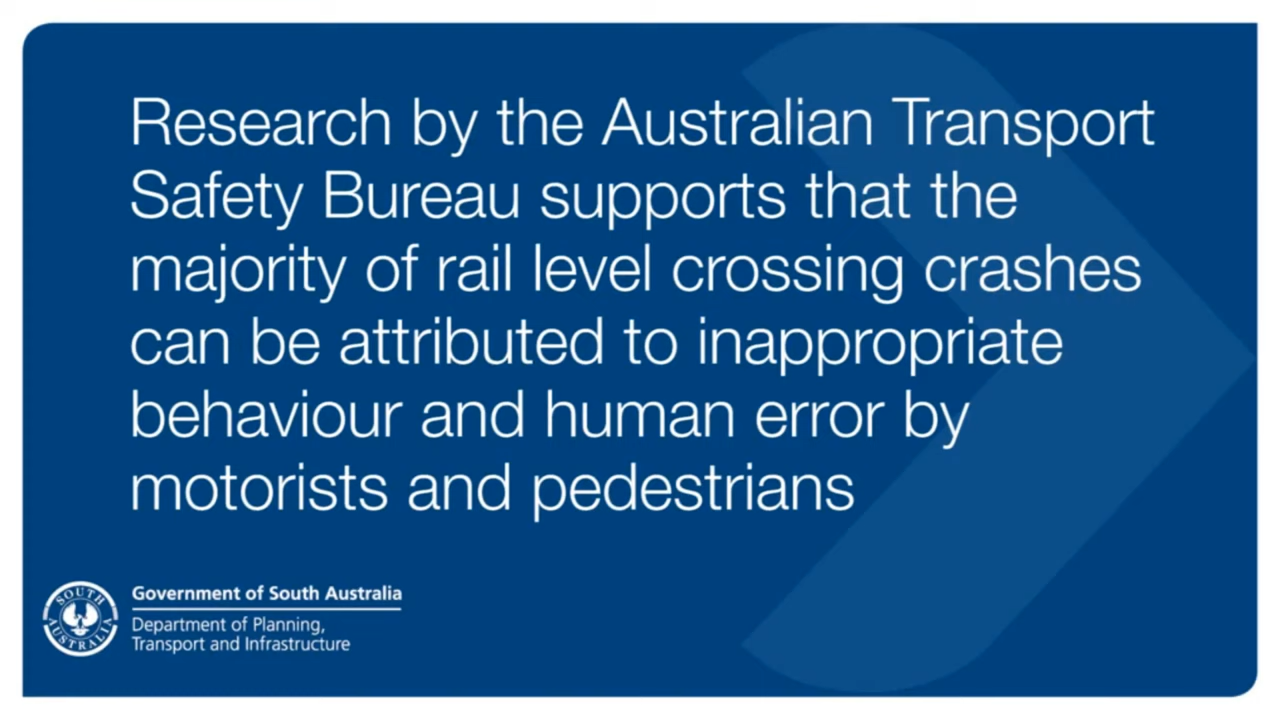 Research by the Australian Transport
Safety Bureau supports that the
majority of rail level crossing crashes
can be attributed to inappropriate
behaviour and human error by
motorists and pedestrians
SOUTH
AUSTRALIA
Government of South Australia
Department of Planning,
Transport and Infrastructure